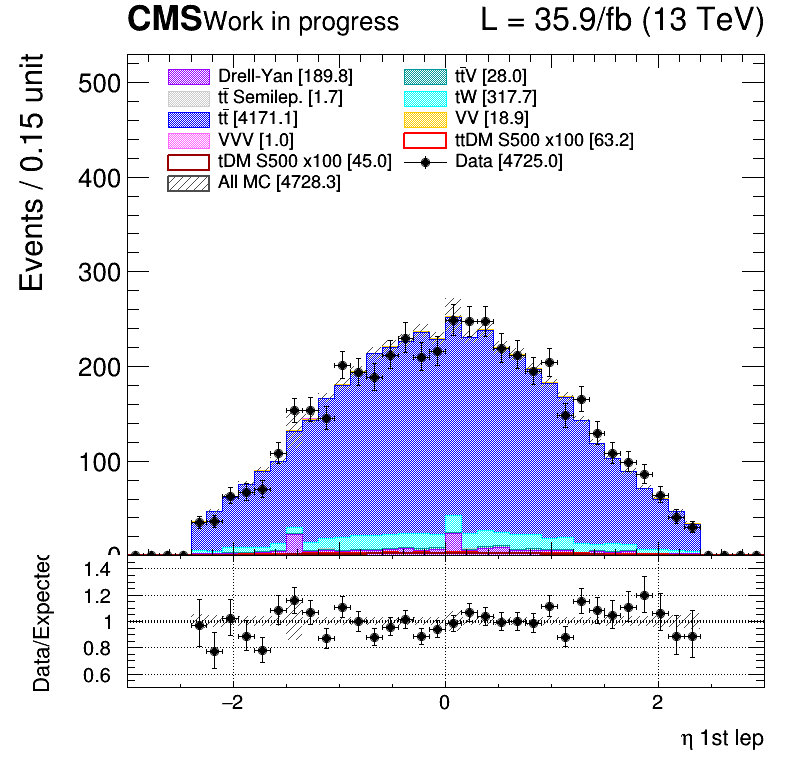 CMS Work in progress L = 35.9/fb (13 TeV)
Events / 0.15 unit
500
400
300
200
100
0
Drell-Yan [189.8] tt̄V [28.0]
tt̄ Semilep. [1.7] tW [317.7]
tt̄ [4171.1] VV [18.9]
VVV [1.0] ttDM S500 x100 [63.2]
tDM S500 x100 [45.0] Data [4725.0]
All MC [4728.3]
Data/Expected
1.4
1.2
1
0.8
0.6
−2 0 2
η 1st lep